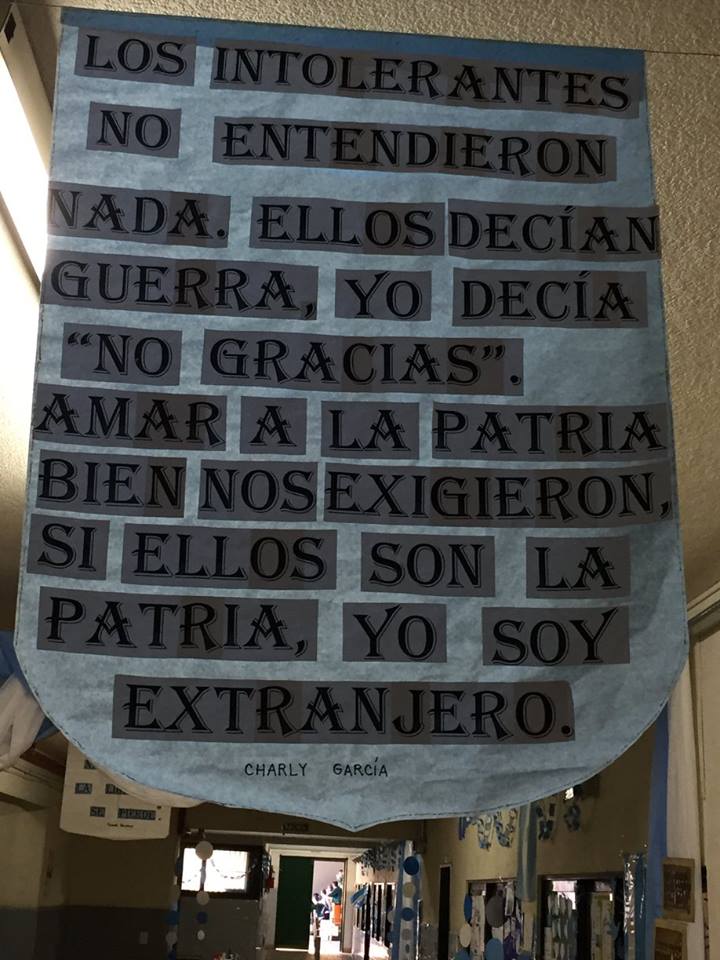 LOS INTOLERANTES
NO ENTENDIERON
NADA. ELLOS DECÍAN
GUERRA, YO DECÍA
“NO GRACIAS”.
AMAR A LA PATRIA
BIEN NOS EXIGIERON,
SI ELLOS SON LA
PATRIA, YO SOY
EXTRANJERO.
CHARLY GARCÍA